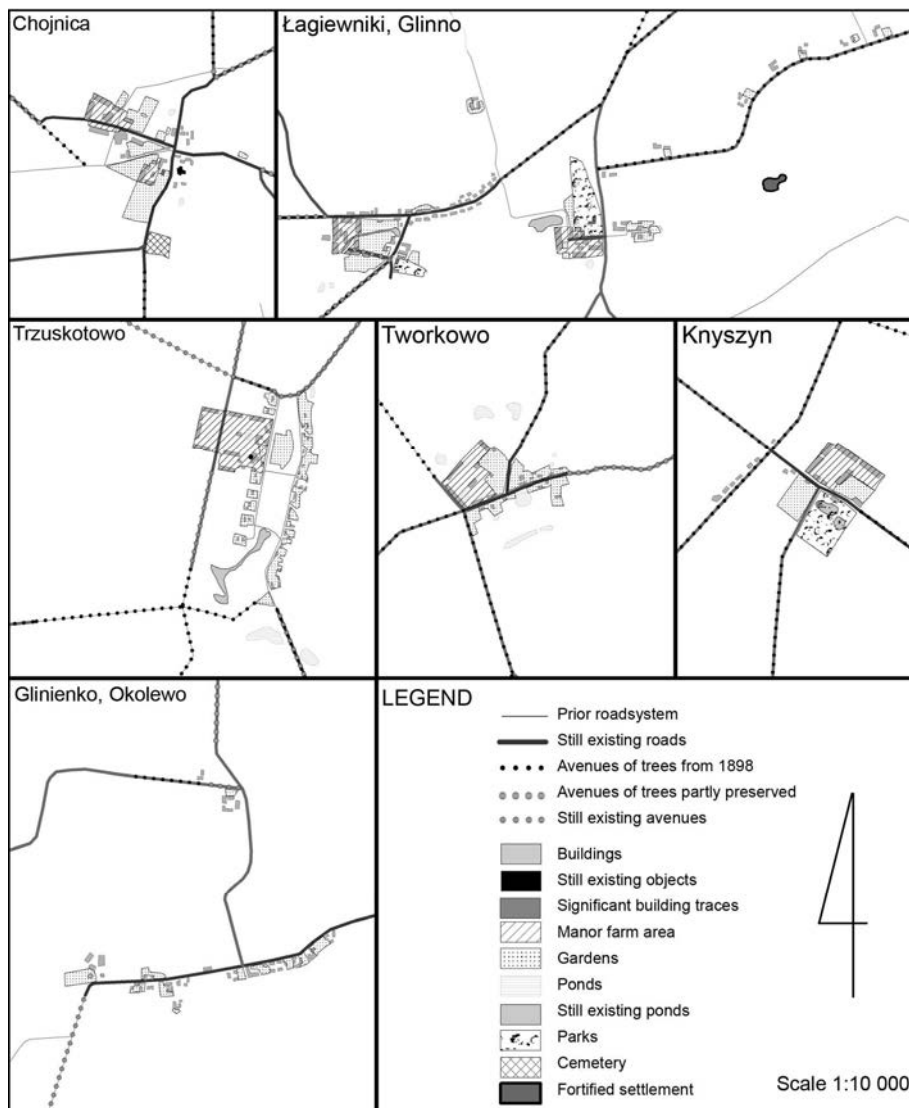 Chojnica
Łagiewniki, Glinno
Trzuskotowo
Tworkowo
Knyszyn
Glinienko, Okolewo
LEGEND
Prior roadsystem
Still existing roads
Avenues of trees from 1898
Avenues of trees partly preserved
Still existing avenues
Buildings
Still existing objects
Significant building traces
Manor farm area
Gardens
Ponds
Still existing ponds
Parks
Cemetery
Fortified settlement
Scale 1:10 000